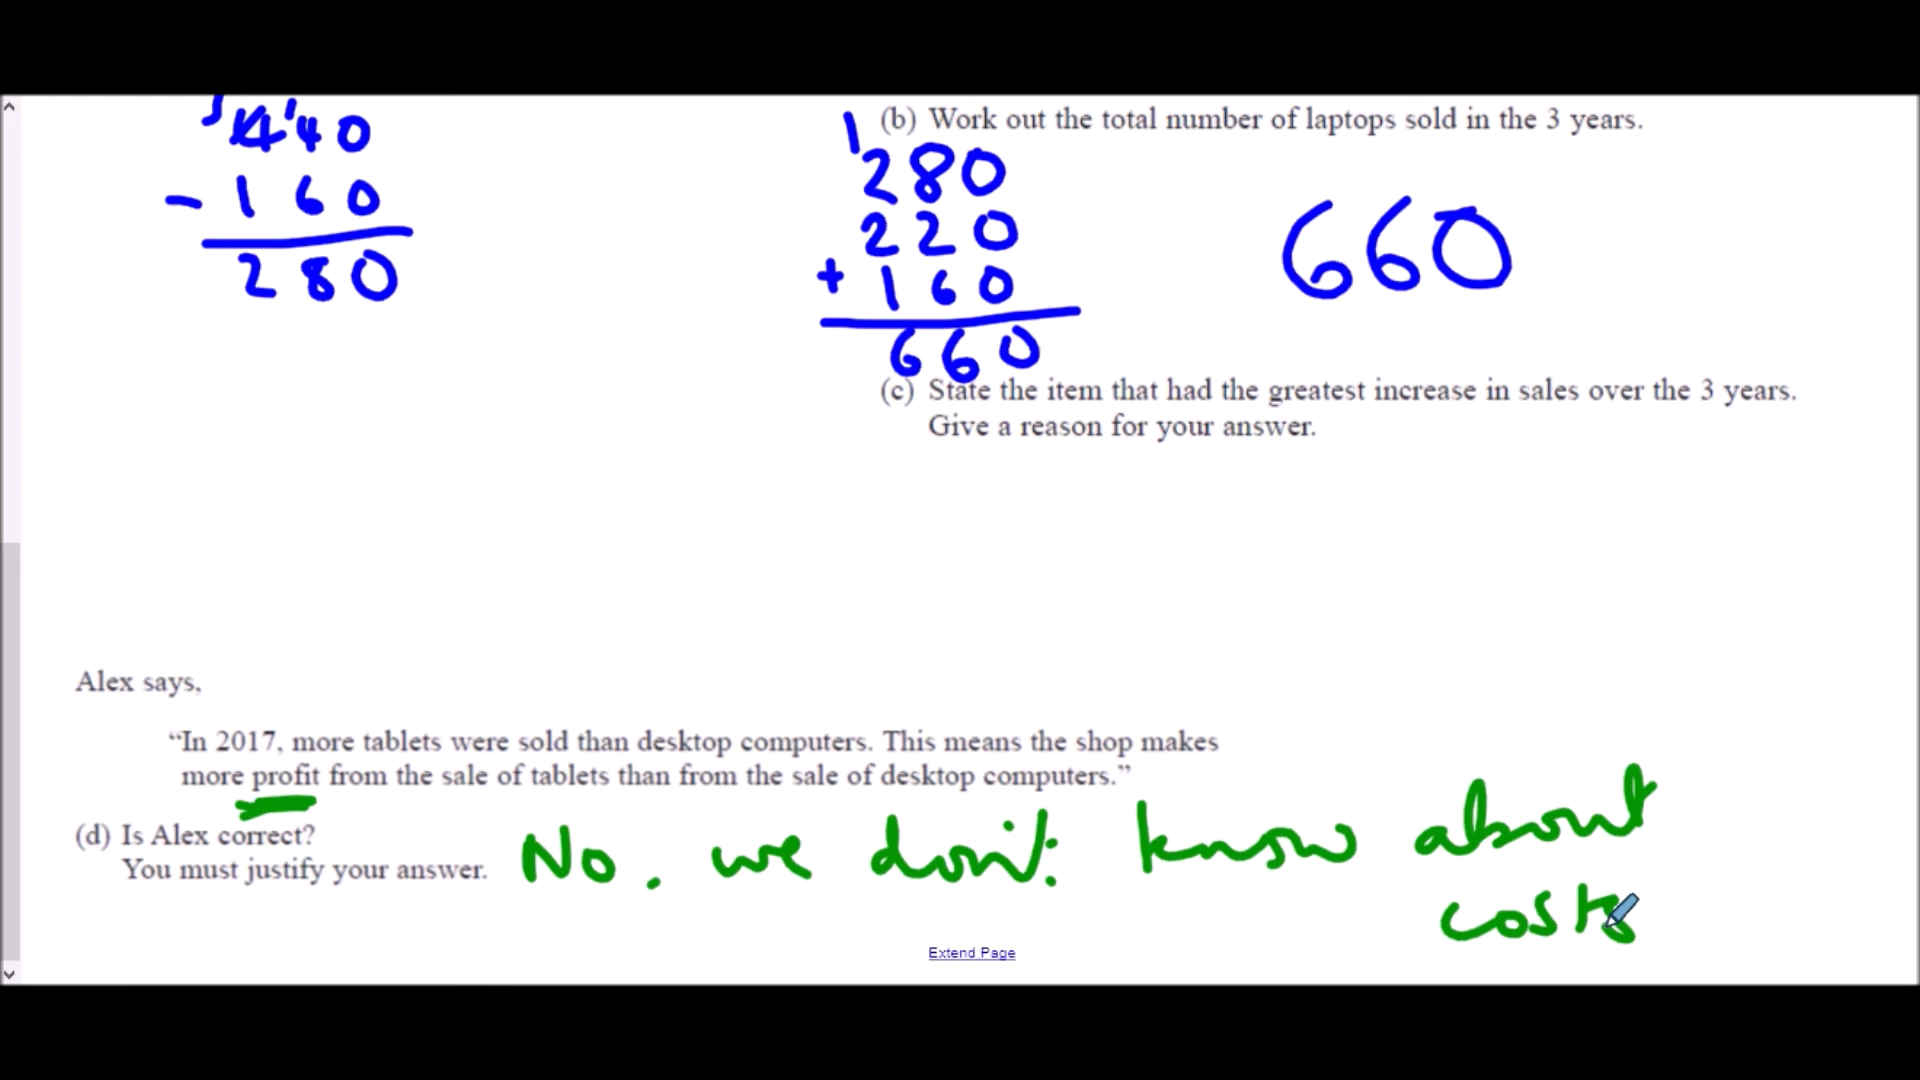 440
- 160
280
(b) Work out the total number of laptops sold in the 3 years.
1
280
220
+ 160
660
660
(c) State the item that had the greatest increase in sales over the 3 years.
Give a reason for your answer.
Alex says,
“In 2017, more tablets were sold than desktop computers. This means the shop makes
more profit from the sale of tablets than from the sale of desktop computers.”
(d) Is Alex correct?
You must justify your answer.
No. we don't know about
costs
Extend Page